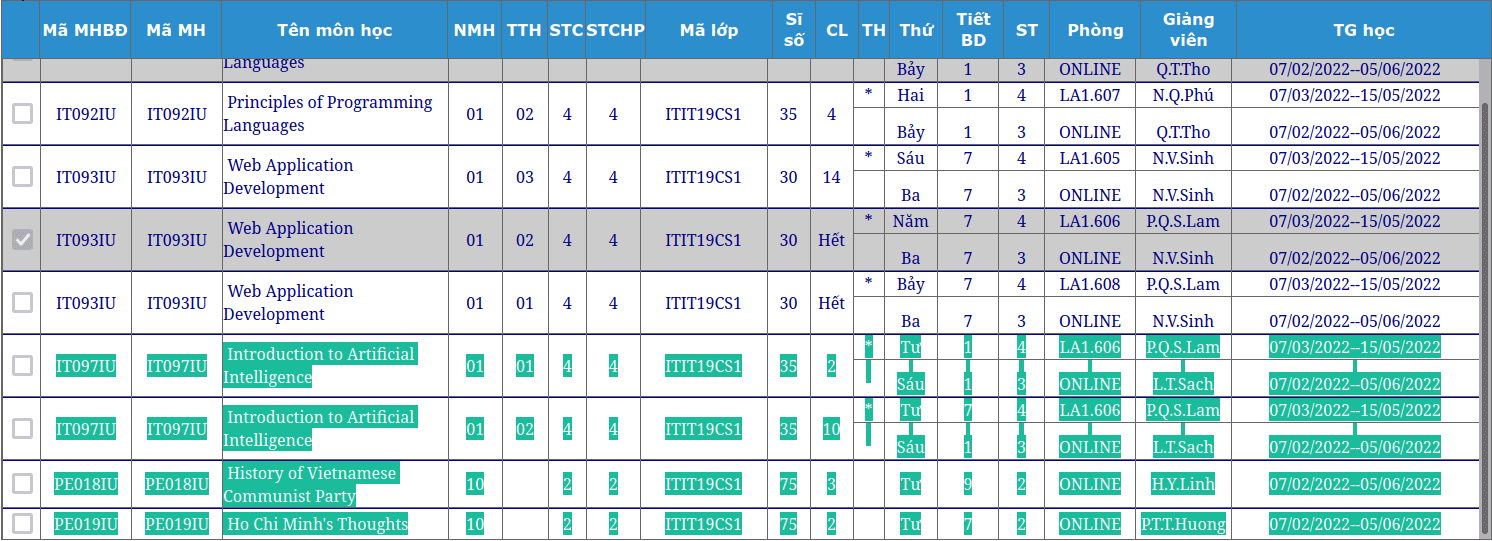 Mã MHBĐ Mã MH Tên môn học NMH TTH STC STCHP Mã lớp Sĩ số CL TH Thứ Tiết BD ST Phòng Giảng viên TG học
Languages Bảy 1 3 ONLINE Q.T.Tho 07/02/2022--05/06/2022
IT092IU IT092IU Principles of Programming Languages 01 02 4 4 ITIT19CS1 35 4 * Hai 1 4 LA1.607 N.Q.Phú 07/03/2022--15/05/2022
Bảy 1 3 ONLINE Q.T.Tho 07/02/2022--05/06/2022
IT093IU IT093IU Web Application Development 01 03 4 4 ITIT19CS1 30 14 * Sáu 7 4 LA1.605 N.V.Sinh 07/03/2022--15/05/2022
Ba 7 3 ONLINE N.V.Sinh 07/02/2022--05/06/2022
IT093IU IT093IU Web Application Development 01 02 4 4 ITIT19CS1 30 Hết * Năm 7 4 LA1.606 P.Q.S.Lam 07/03/2022--15/05/2022
Ba 7 3 ONLINE N.V.Sinh 07/02/2022--05/06/2022
IT093IU IT093IU Web Application Development 01 01 4 4 ITIT19CS1 30 Hết * Bảy 7 4 LA1.608 P.Q.S.Lam 07/03/2022--15/05/2022
Ba 7 3 ONLINE N.V.Sinh 07/02/2022--05/06/2022
IT097IU IT097IU Introduction to Artificial Intelligence 01 01 4 4 ITIT19CS1 35 2 * Tư 1 4 LA1.606 P.Q.S.Lam 07/03/2022--15/05/2022
Sáu 1 3 ONLINE L.T.Sach 07/02/2022--05/06/2022
IT097IU IT097IU Introduction to Artificial Intelligence 01 02 4 4 ITIT19CS1 35 10 * Tư 7 4 LA1.606 P.Q.S.Lam 07/03/2022--15/05/2022
Sáu 1 3 ONLINE L.T.Sach 07/02/2022--05/06/2022
PE018IU PE018IU History of Vietnamese Communist Party 10 2 2 ITIT19CS1 75 3 Tư 9 2 ONLINE H.Y.Linh 07/02/2022--05/06/2022
PE019IU PE019IU Ho Chi Minh's Thoughts 10 2 2 ITIT19CS1 75 2 Tư 7 2 ONLINE P.T.T.Huong 07/02/2022--05/06/2022